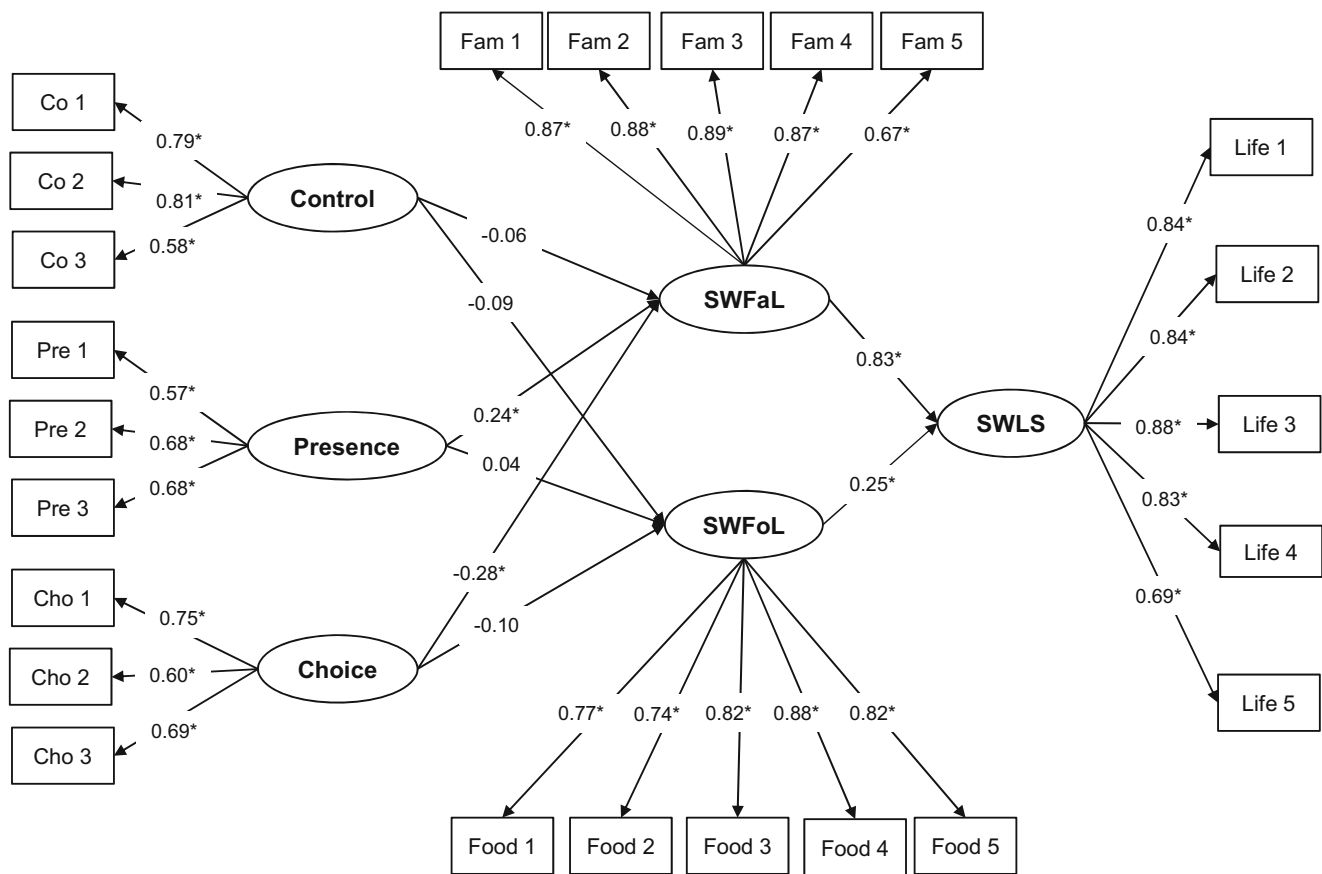 Fam 1
Fam 2
Fam 3
Fam 4
Fam 5
0.87*
0.88*
0.89*
0.87*
0.67*
Co 1
Co 2
Co 3
0.79*
0.81*
0.58*
Control
-0.06
-0.09
SWFaL
Pre 1
Pre 2
Pre 3
0.57*
0.68*
0.68*
Presence
0.24*
0.04
SWFoL
Cho 1
Cho 2
Cho 3
0.75*
0.60*
0.69*
Choice
-0.28*
-0.10
0.83*
0.25*
SWLS
0.84*
0.84*
0.88*
0.83*
0.69*
Life 1
Life 2
Life 3
Life 4
Life 5
0.77*
0.74*
0.82*
0.88*
0.82*
Food 1
Food 2
Food 3
Food 4
Food 5